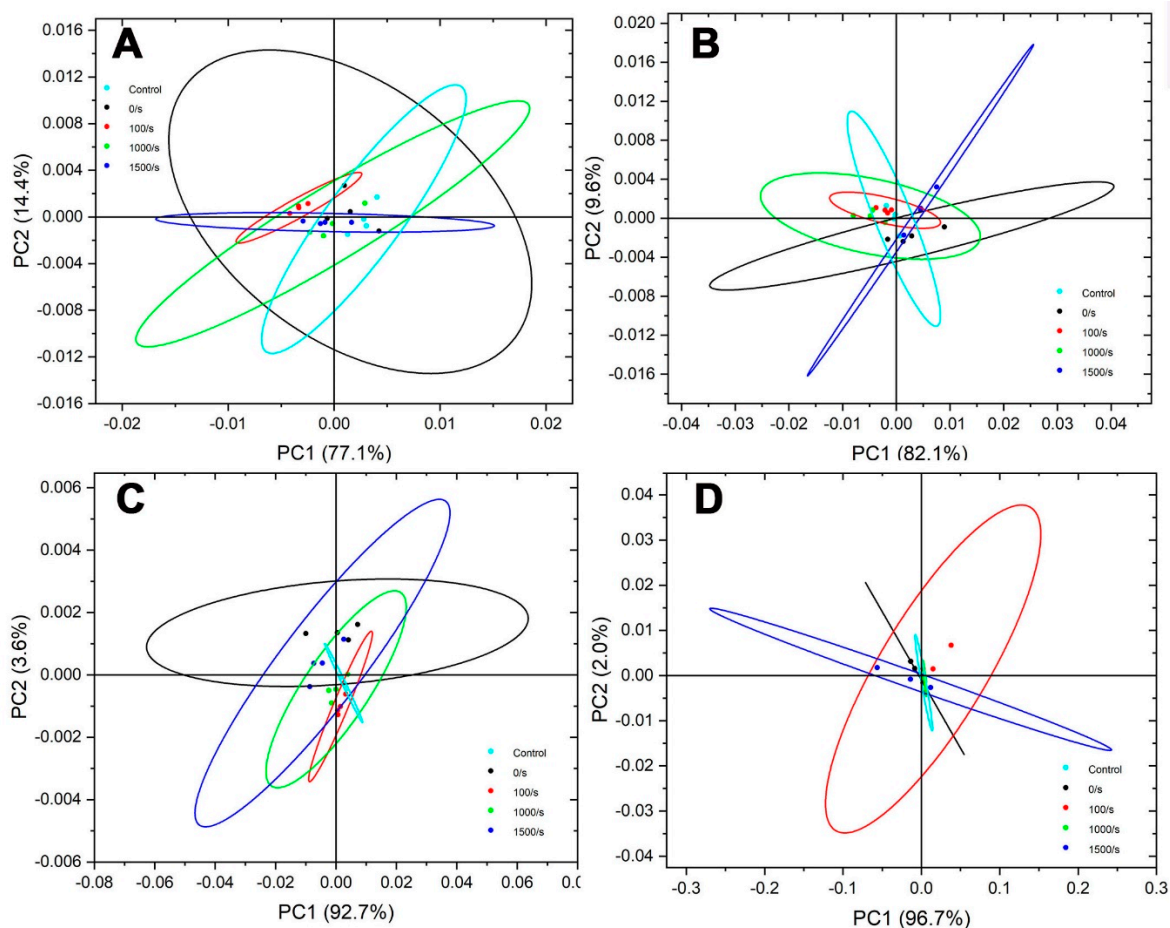 A
0.016
0.012
0.008
0.004
0.000
-0.004
-0.008
-0.012
-0.016
PC2 (14.4%)
Control
0/s
100/s
1000/s
1500/s
-0.02
-0.01
0.00
0.01
0.02
PC1 (77.1%)
B
0.020
0.016
0.012
0.008
0.004
0.000
-0.004
-0.008
-0.012
-0.016
PC2 (9.6%)
Control
0/s
100/s
1000/s
1500/s
-0.04
-0.03
-0.02
-0.01
0.00
0.01
0.02
0.03
0.04
PC1 (82.1%)
C
0.006
0.004
0.002
0.000
-0.002
-0.004
-0.006
PC2 (3.6%)
Control
0/s
100/s
1000/s
1500/s
-0.08
-0.06
-0.04
-0.02
0.00
0.02
0.04
0.06
PC1 (92.7%)
D
0.04
0.03
0.02
0.01
0.00
-0.01
-0.02
-0.03
-0.04
PC2 (2.0%)
Control
0/s
100/s
1000/s
1500/s
-0.3
-0.2
-0.1
0.0
0.1
0.2
0.3
PC1 (96.7%)